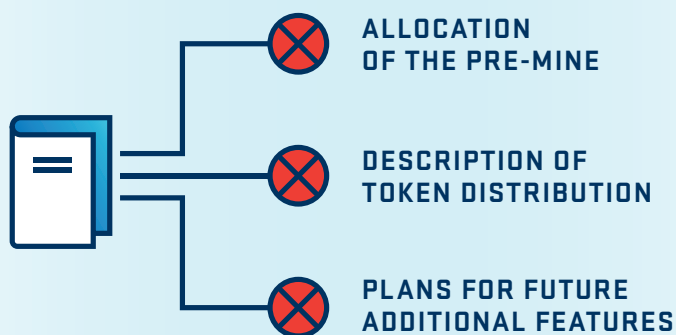 ALLOCATION
OF THE PRE-MINE
DESCRIPTION OF
TOKEN DISTRIBUTION
PLANS FOR FUTURE
ADDITIONAL FEATURES